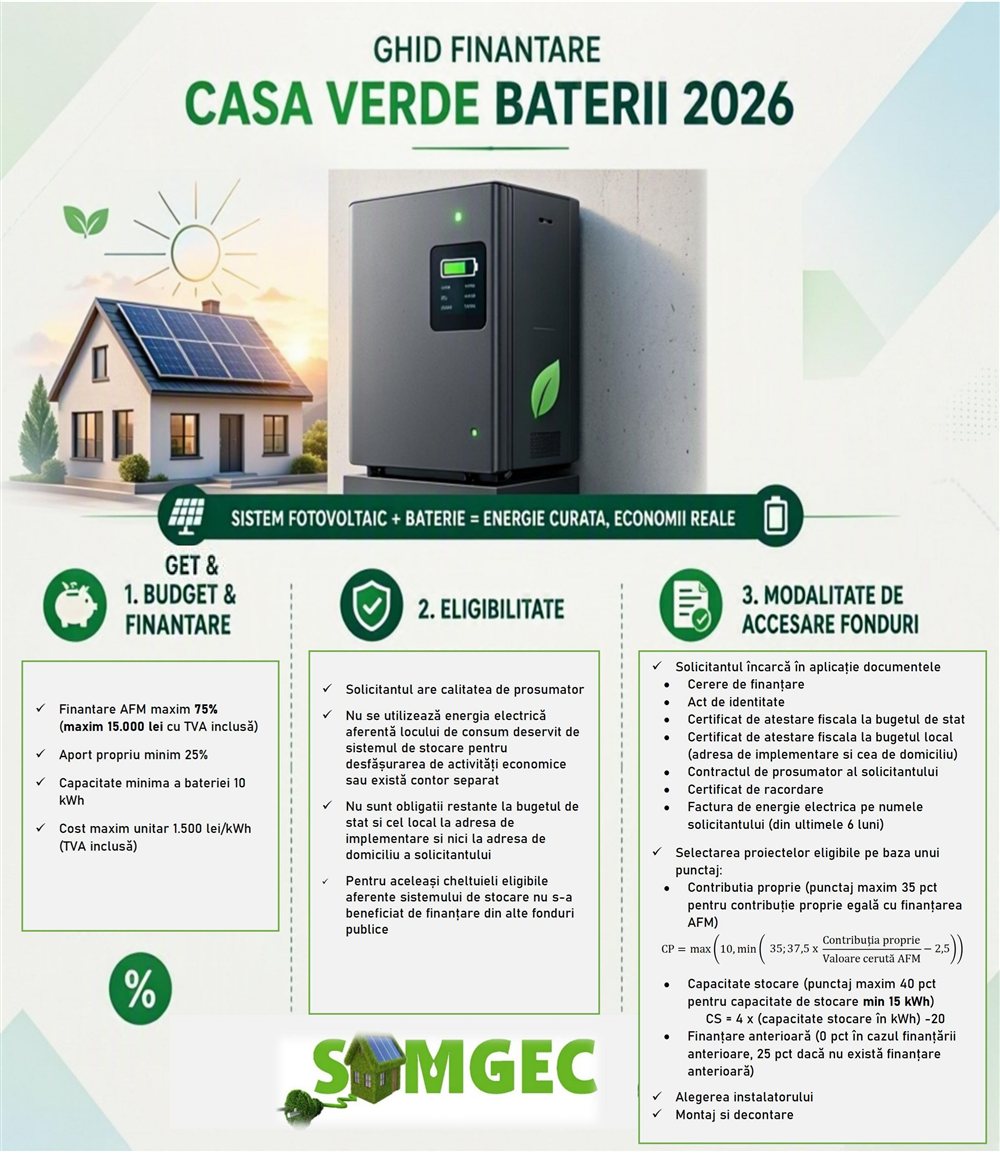 GHID FINANTARE
CASA VERDE BATERII 2026
SISTEM FOTOVOLTAIC + BATERIE = ENERGIE CURATA, ECONOMII REALE
GET &
1. BUDGET &
FINANTARE
✓ Finantare AFM maxim 75%
(maxim 15.000 lei cu TVA inclusă)
✓ Aport propriu minim 25%
✓ Capacitate minima a bateriei 10
kWh
✓ Cost maxim unitar 1.500 lei/kWh
(TVA inclusă)
%
2. ELIGIBILITATE
✓ Solicitantul are calitatea de prosumator
✓ Nu se utilizează energia electrică
aferentă locului de consum deservit de
sistemul de stocare pentru
desfășurarea de activități economice
sau există contor separat
✓ Nu sunt obligatii restante la bugetul de
stat si cel local la adresa de
implementare si nici la adresa de
domiciliu a solicitantului
✓ Pentru aceleași cheltuieli eligibile
aferente sistemului de stocare nu s-a
beneficiat de finanțare din alte fonduri
publice
3. MODALITATE DE
ACCESARE FONDURI
✓ Solicitantul încarcă în aplicație documentele
• Cerere de finanțare
• Act de identitate
• Certificat de atestare fiscala la bugetul de stat
• Certificat de atestare fiscala la bugetul local
(adresa de implementare si cea de domiciliu)
• Contractul de prosumator al solicitantului
• Certificat de racordare
• Factura de energie electrica pe numele
solicitantului (din ultimele 6 luni)
✓ Selectarea proiectelor eligibile pe baza unui
punctaj:
• Contributia proprie (punctaj maxim 35 pct
pentru contribuție proprie egală cu finanțarea
AFM)
CP = max(10, min( 35; 37,5 x Contribuția proprie / Valoare cerută AFM − 2,5))
• Capacitate stocare (punctaj maxim 40 pct
pentru capacitate de stocare min 15 kWh)
CS = 4 x (capacitate stocare în kWh) -20
• Finanțare anterioară (0 pct în cazul finanțării
anterioare, 25 pct dacă nu există finanțare
anterioară)
✓ Alegerea instalatorului
✓ Montaj si decontare
SOMGEC